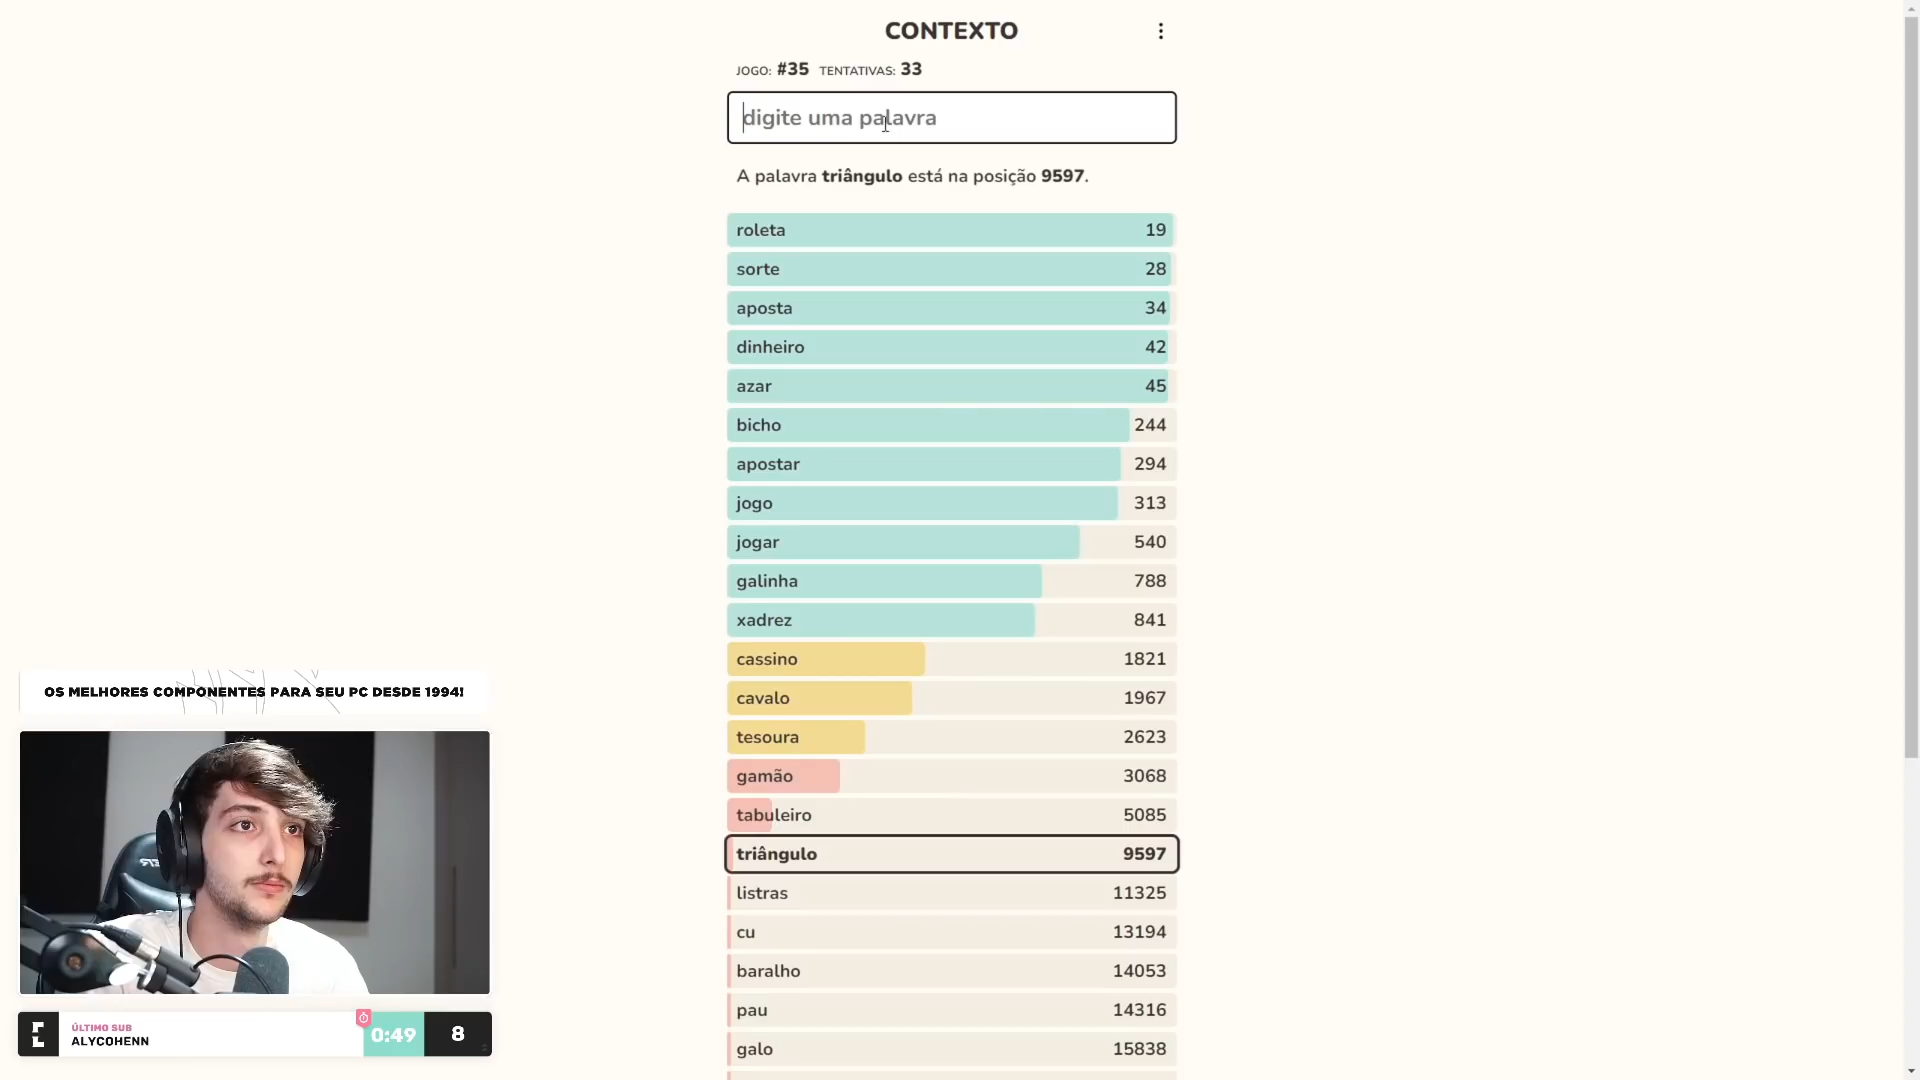 CONTEXTO
JOGO: #35 TENTATIVAS: 33
digite uma palavra
A palavra triângulo está na posição 9597.
roleta 19
sorte 28
aposta 34
dinheiro 42
azar 45
bicho 244
apostar 294
jogo 313
jogar 540
galinha 788
xadrez 841
cassino 1821
cavalo 1967
tesoura 2623
gamão 3068
tabuleiro 5085
triângulo 9597
listras 11325
cu 13194
baralho 14053
pau 14316
galo 15838
OS MELHORES COMPONENTES PARA SEU PC DESDE 1994!
ÚLTIMO SUB
ALYCOHENN
0:49 8